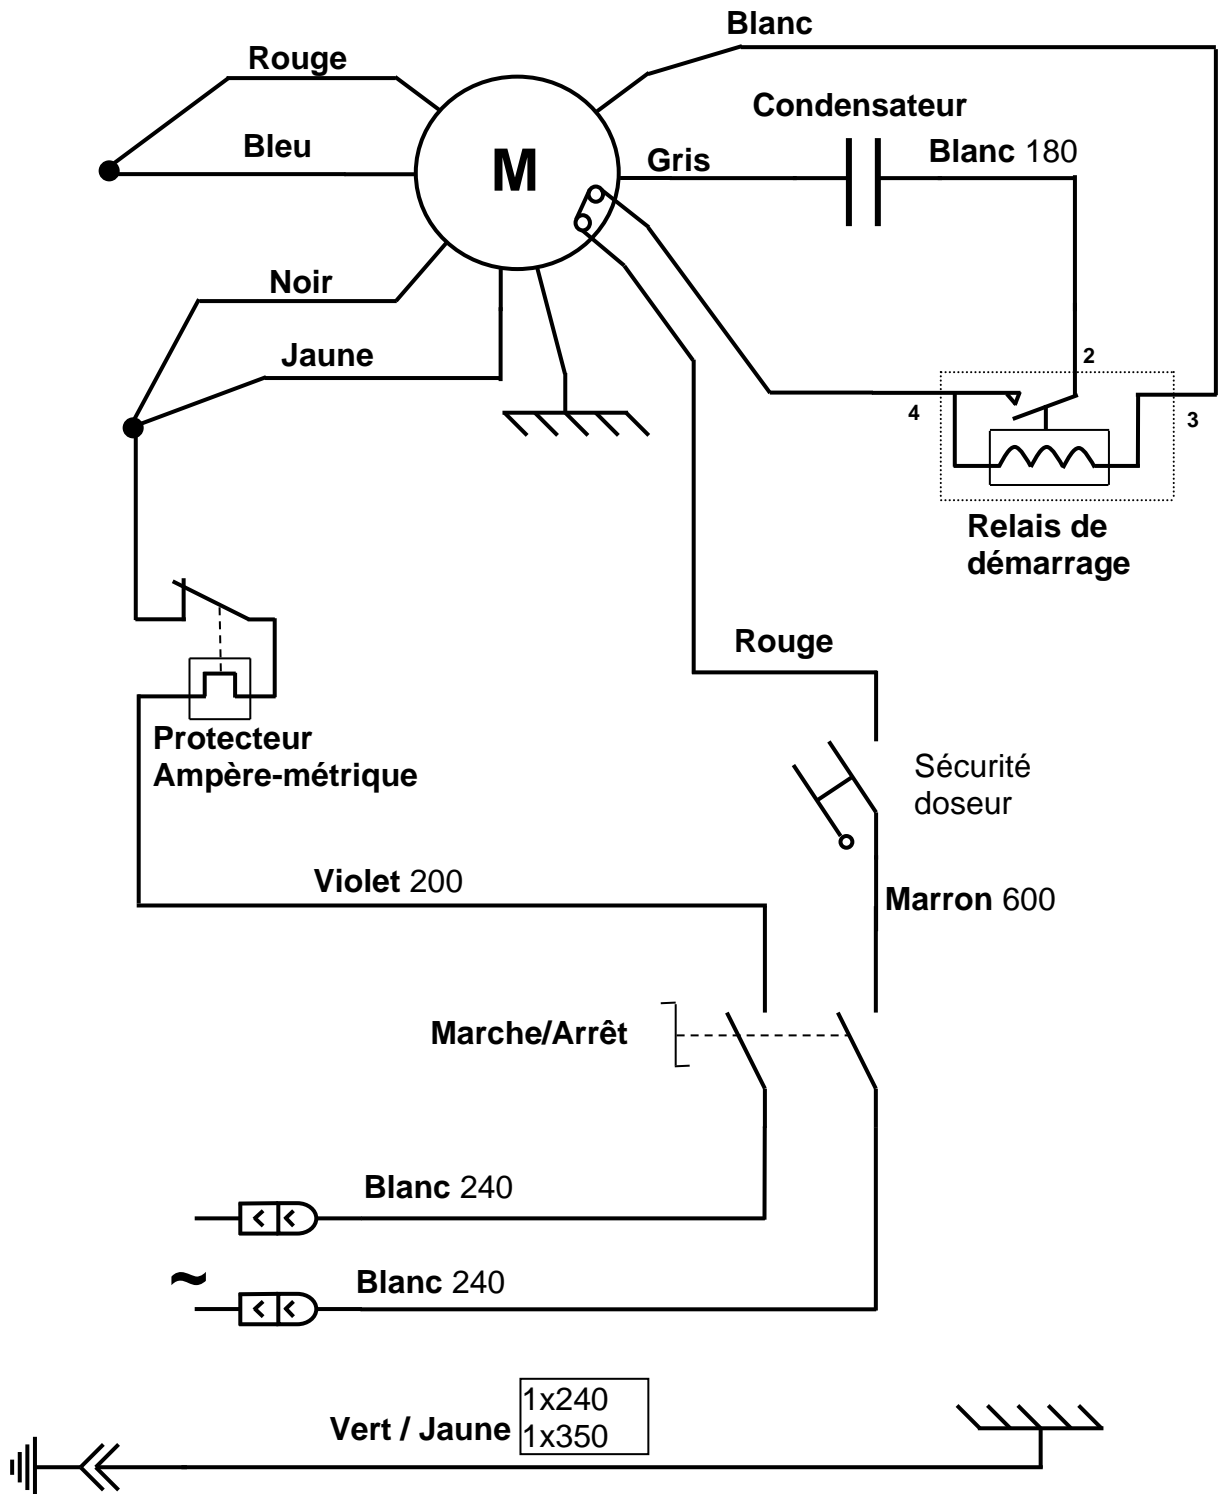 Blanc
Rouge
Condensateur
Bleu
M
Gris
Blanc 180
Noir
Jaune
2
4
3
Relais de
démarrage
Rouge
Protecteur
Ampère-métrique
Sécurité
doseur
Violet 200
Marron 600
Marche/Arrêt
Blanc 240
~
Blanc 240
Vert / Jaune
1x240
1x350